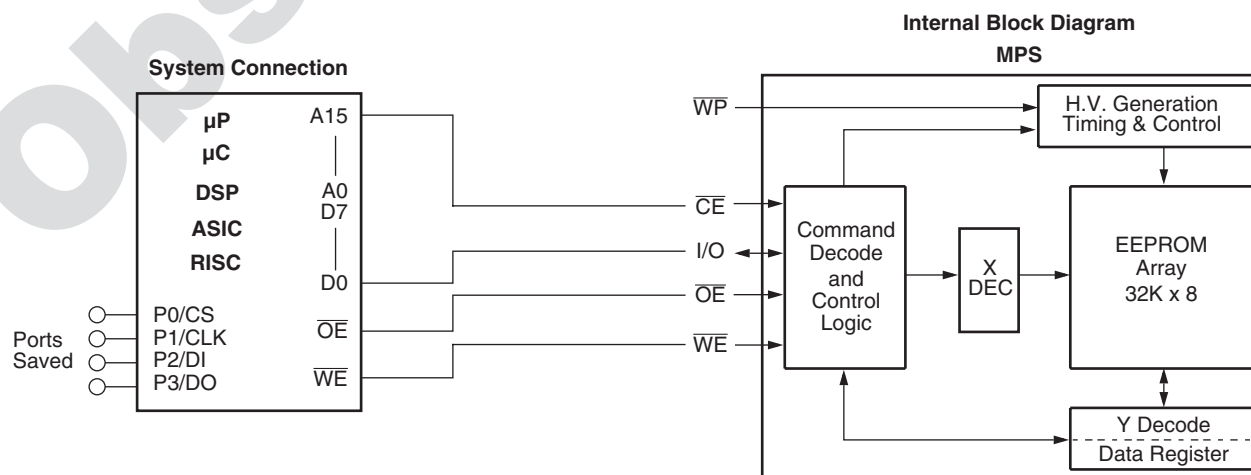 Obs
Internal Block Diagram
MPS
System Connection
µP
µC
DSP
ASIC
RISC
A15
A0
D7
D0
P0/CS
P1/CLK
P2/DI
P3/DO
OE
WE
Ports
Saved
WP
CE
I/O
OE
WE
H.V. Generation
Timing & Control
Command
Decode
and
Control
Logic
X
DEC
EEPROM
Array
32K x 8
Y Decode
Data Register